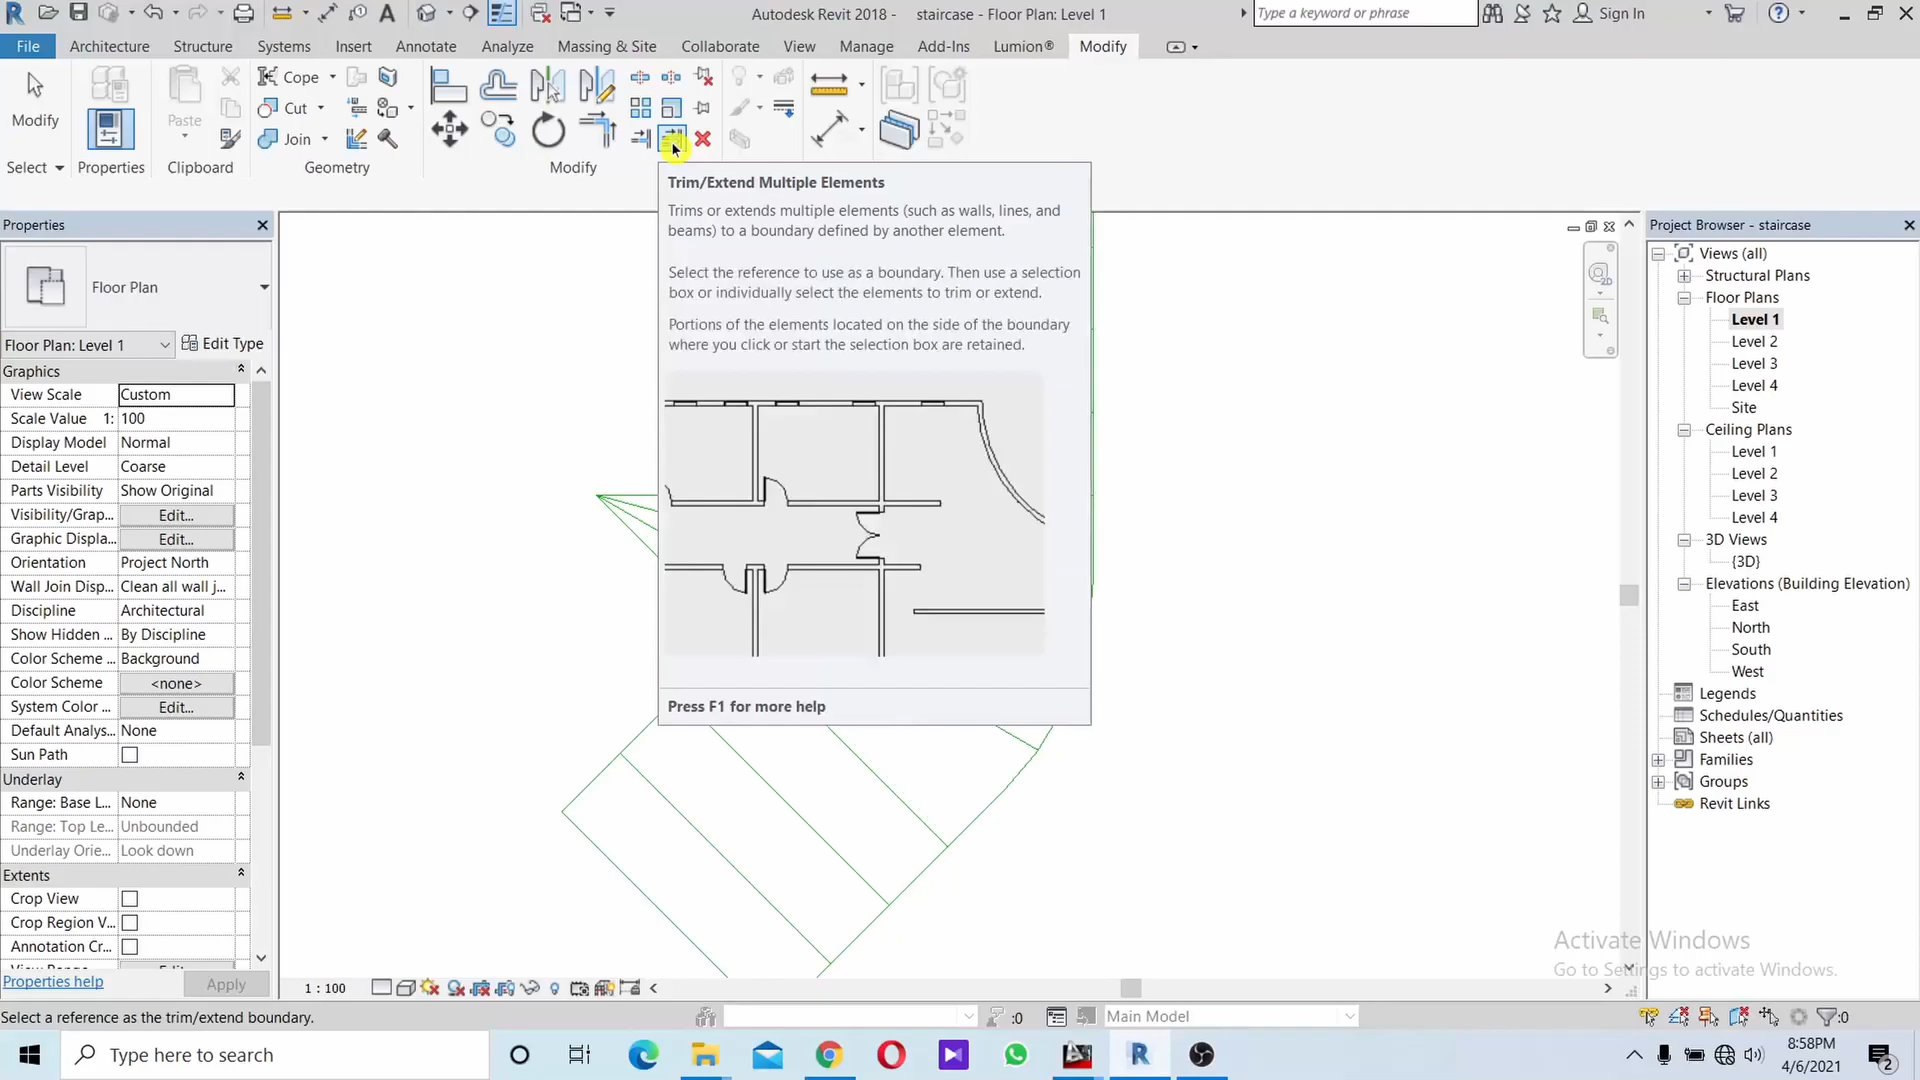 Autodesk Revit 2018 -    staircase - Floor Plan: Level 1
Type a keyword or phrase
Sign In
File Architecture Structure Systems Insert Annotate Analyze Massing & Site Collaborate View Manage Add-Ins Lumion® Modify
Modify
Paste
Cope
Cut
Join
Select Properties Clipboard Geometry Modify
Trim/Extend Multiple Elements
Trims or extends multiple elements (such as walls, lines, and
beams) to a boundary defined by another element.
Select the reference to use as a boundary. Then use a selection
box or individually select the elements to trim or extend.
Portions of the elements located on the side of the boundary
where you click or start the selection box are retained.
Press F1 for more help
Properties
Floor Plan
Floor Plan: Level 1 Edit Type
Graphics
View Scale Custom
Scale Value 1: 100
Display Model Normal
Detail Level Coarse
Parts Visibility Show Original
Visibility/Grap... Edit...
Graphic Displa... Edit...
Orientation Project North
Wall Join Disp... Clean all wall j...
Discipline Architectural
Show Hidden ... By Discipline
Color Scheme ... Background
Color Scheme <none>
System Color ... Edit...
Default Analys... None
Sun Path
Underlay
Range: Base L... None
Range: Top Le... Unbounded
Underlay Orie... Look down
Extents
Crop View
Crop Region V...
Annotation Cr...
Properties help Apply
1 : 100
Project Browser - staircase
Views (all)
Structural Plans
Floor Plans
Level 1
Level 2
Level 3
Level 4
Site
Ceiling Plans
Level 1
Level 2
Level 3
Level 4
3D Views
{3D}
Elevations (Building Elevation)
East
North
South
West
Legends
Schedules/Quantities
Sheets (all)
Families
Groups
Revit Links
Activate Windows
Go to Settings to activate Windows.
Select a reference as the trim/extend boundary.
:0
Main Model
:0
Type here to search
8:58PM
4/6/2021
2